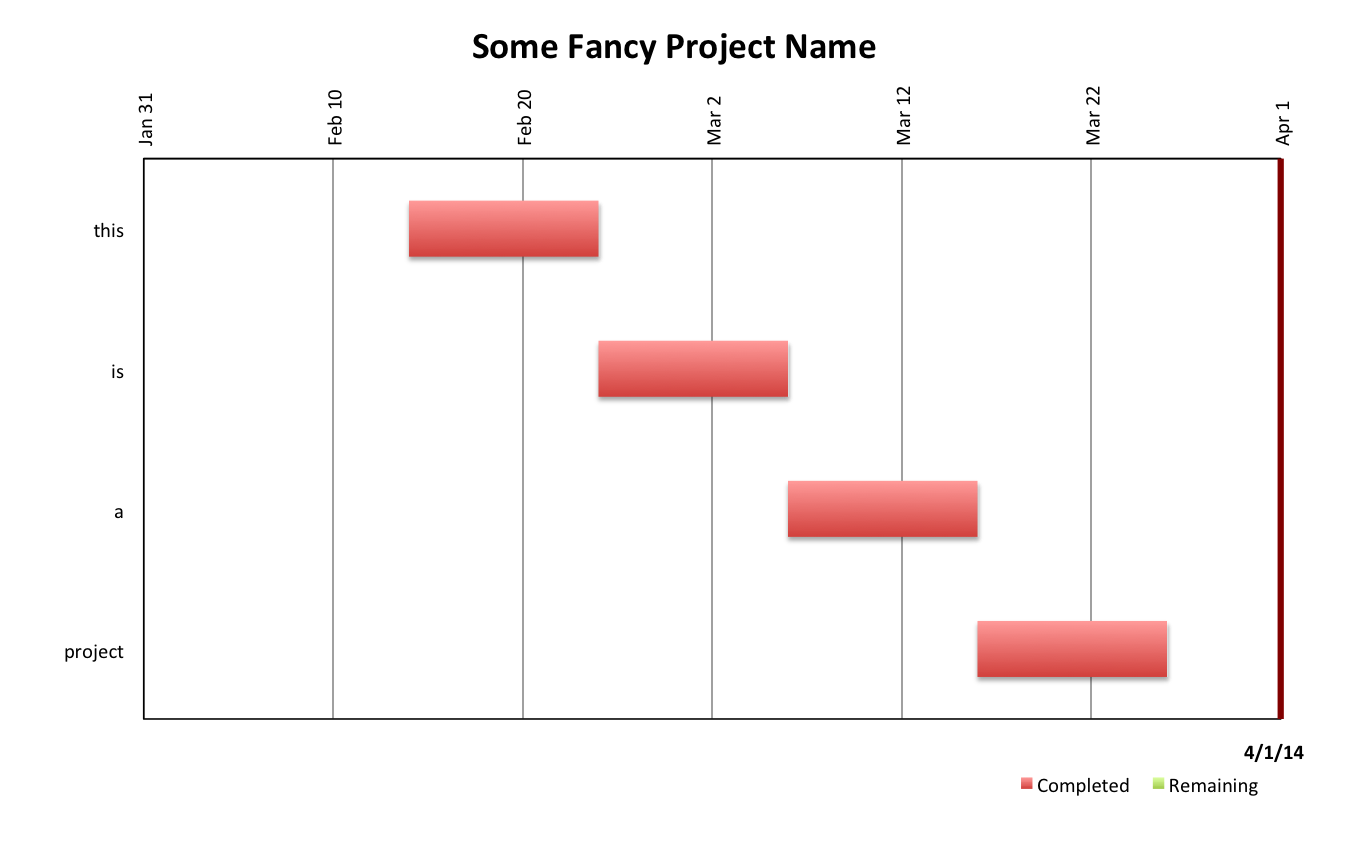 Some Fancy Project Name
Jan 31
Feb 10
Feb 20
Mar 2
Mar 12
Mar 22
Apr 1
this
is
a
project
4/1/14
Completed
Remaining